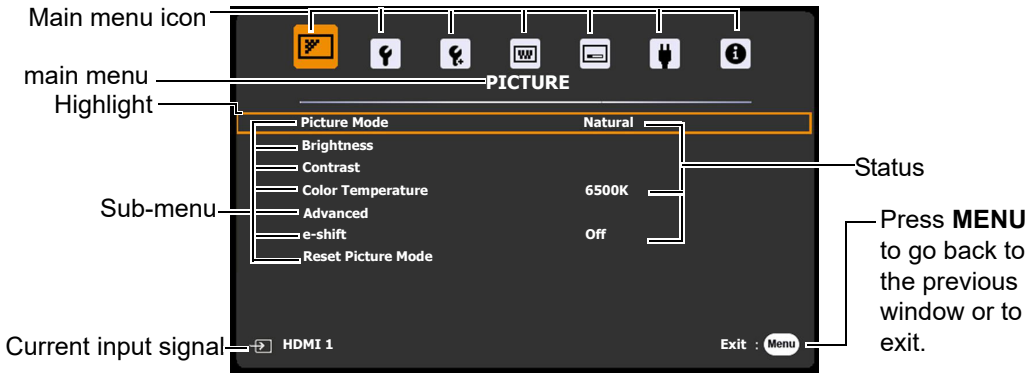 Main menu icon
main menu
PICTURE
Highlight
Picture Mode Natural
Brightness
Contrast
Status
Color Temperature 6500K
Sub-menu
Advanced
e-shift Off
Reset Picture Mode
Press MENU
to go back to
the previous
window or to
exit.
Current input signal
HDMI 1
Exit : Menu